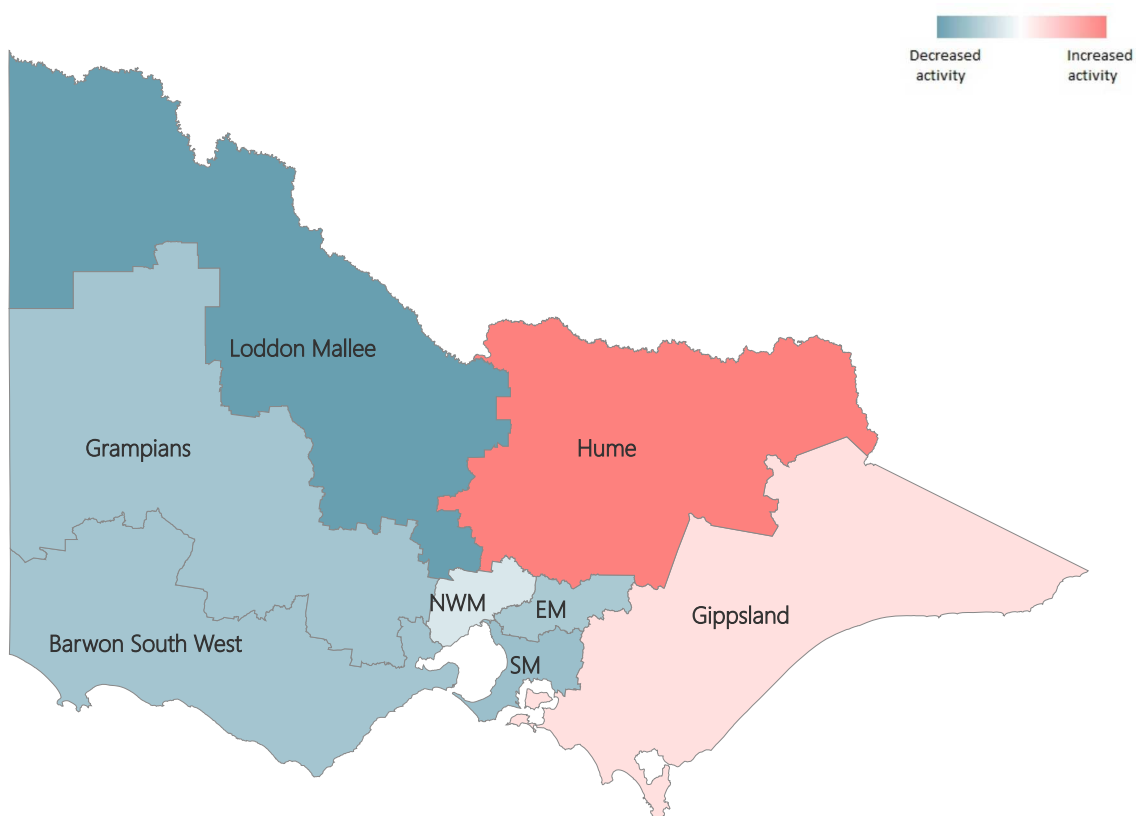 Decreased
activity
Increased
activity
Loddon Mallee
Grampians
Hume
NWM
EM
Gippsland
Barwon South West
SM